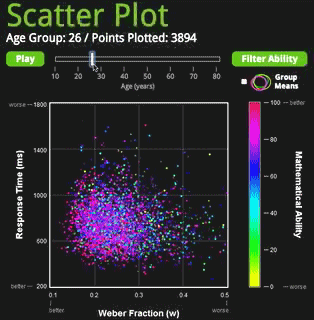 Scatter Plot
Age Group: 26 / Points Plotted: 3894
Play
Filter Ability
10 20 30 40 50 60 70 80
Age (years)
Group
Means
worse
1800
1400
1000
600
200
better
Response Time (ms)
0.1 0.2 0.3 0.4 0.5
better
worse
Weber Fraction (w)
100
80
60
40
20
0
better
worse
Mathematical Ability